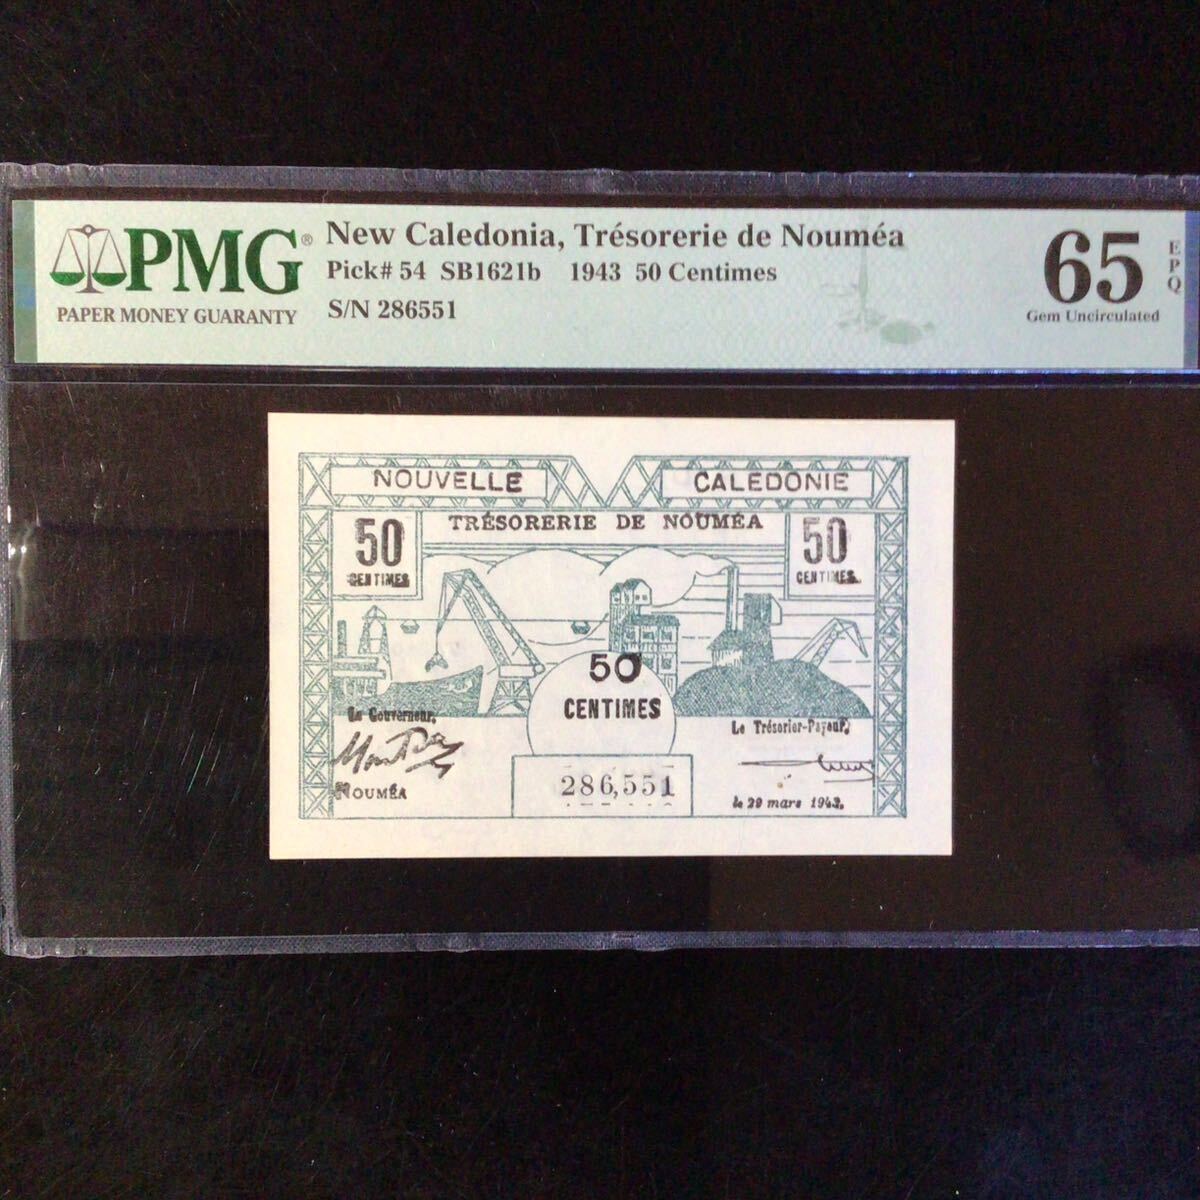 PMG®
PAPER MONEY GUARANTY
New Caledonia, Trésorerie de Nouméa
Pick# 54 SB1621b 1943 50 Centimes
S/N 286551
65
EPQ
Gem Uncirculated
NOUVELLE CALEDONIE
TRÉSORERIE DE NOUMÉA
50 50
CENTIMES CENTIMES
50
CENTIMES
Le Gouverneur, Le Trésorier-Payeur,
286,551
NOUMÉA
le 29 mars 1943.